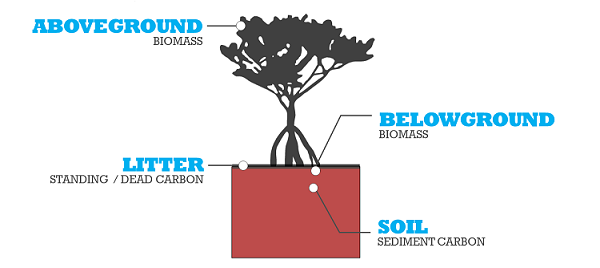 ABOVEGROUND
BIOMASS
BELOWGROUND
BIOMASS
LITTER
STANDING / DEAD CARBON
SOIL
SEDIMENT CARBON